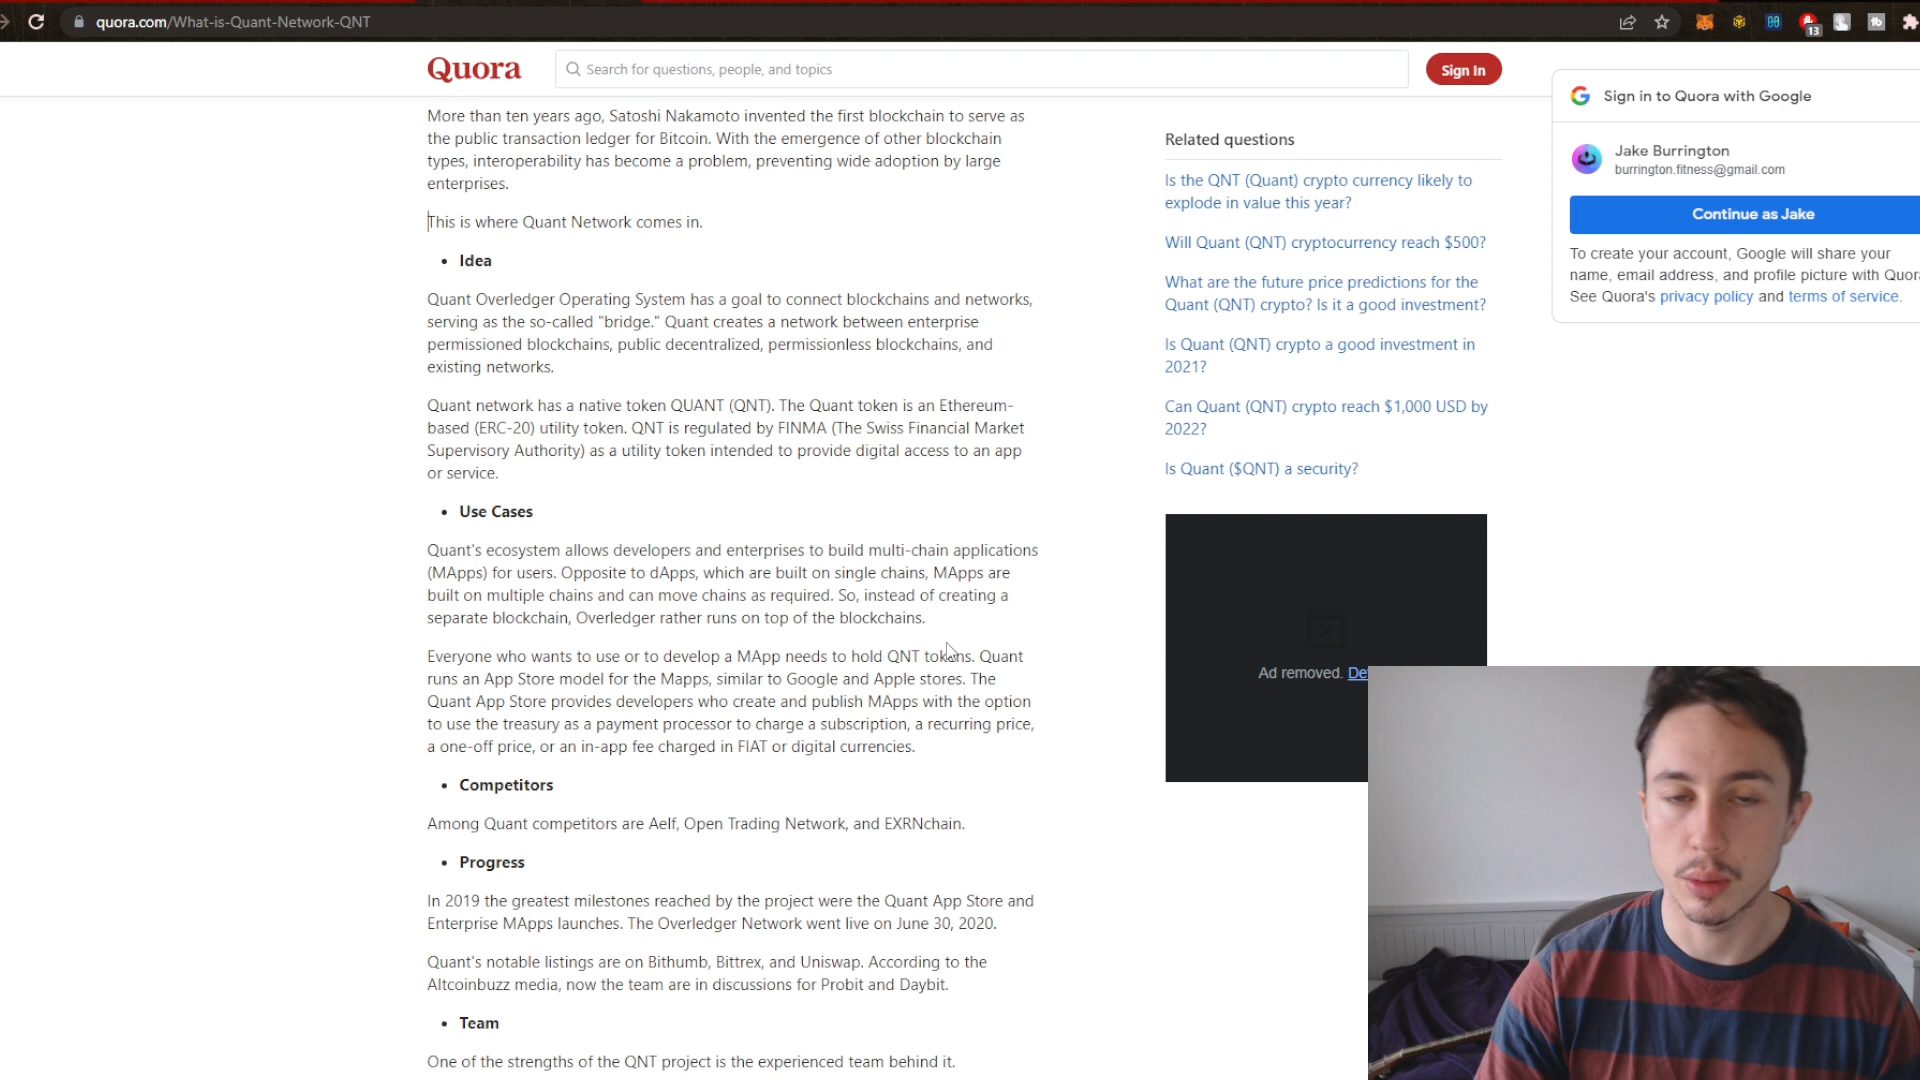 quora.com/What-is-Quant-Network-QNT
13
Quora
Search for questions, people, and topics
Sign In
More than ten years ago, Satoshi Nakamoto invented the first blockchain to serve as
the public transaction ledger for Bitcoin. With the emergence of other blockchain
types, interoperability has become a problem, preventing wide adoption by large
enterprises.
This is where Quant Network comes in.
• Idea
Quant Overledger Operating System has a goal to connect blockchains and networks,
serving as the so-called "bridge." Quant creates a network between enterprise
permissioned blockchains, public decentralized, permissionless blockchains, and
existing networks.
Quant network has a native token QUANT (QNT). The Quant token is an Ethereum-
based (ERC-20) utility token. QNT is regulated by FINMA (The Swiss Financial Market
Supervisory Authority) as a utility token intended to provide digital access to an app
or service.
• Use Cases
Quant's ecosystem allows developers and enterprises to build multi-chain applications
(MApps) for users. Opposite to dApps, which are built on single chains, MApps are
built on multiple chains and can move chains as required. So, instead of creating a
separate blockchain, Overledger rather runs on top of the blockchains.
Everyone who wants to use or to develop a MApp needs to hold QNT tokens. Quant
runs an App Store model for the Mapps, similar to Google and Apple stores. The
Quant App Store provides developers who create and publish MApps with the option
to use the treasury as a payment processor to charge a subscription, a recurring price,
a one-off price, or an in-app fee charged in FIAT or digital currencies.
• Competitors
Among Quant competitors are Aelf, Open Trading Network, and EXRNchain.
• Progress
In 2019 the greatest milestones reached by the project were the Quant App Store and
Enterprise MApps launches. The Overledger Network went live on June 30, 2020.
Quant's notable listings are on Bithumb, Bittrex, and Uniswap. According to the
Altcoinbuzz media, now the team are in discussions for Probit and Daybit.
• Team
One of the strengths of the QNT project is the experienced team behind it.
Related questions
Is the QNT (Quant) crypto currency likely to
explode in value this year?
Will Quant (QNT) cryptocurrency reach $500?
What are the future price predictions for the
Quant (QNT) crypto? Is it a good investment?
Is Quant (QNT) crypto a good investment in
2021?
Can Quant (QNT) crypto reach $1,000 USD by
2022?
Is Quant ($QNT) a security?
Ad removed. De
Sign in to Quora with Google
Jake Burrington
burrington.fitness@gmail.com
Continue as Jake
To create your account, Google will share your
name, email address, and profile picture with Quora
See Quora's privacy policy and terms of service.